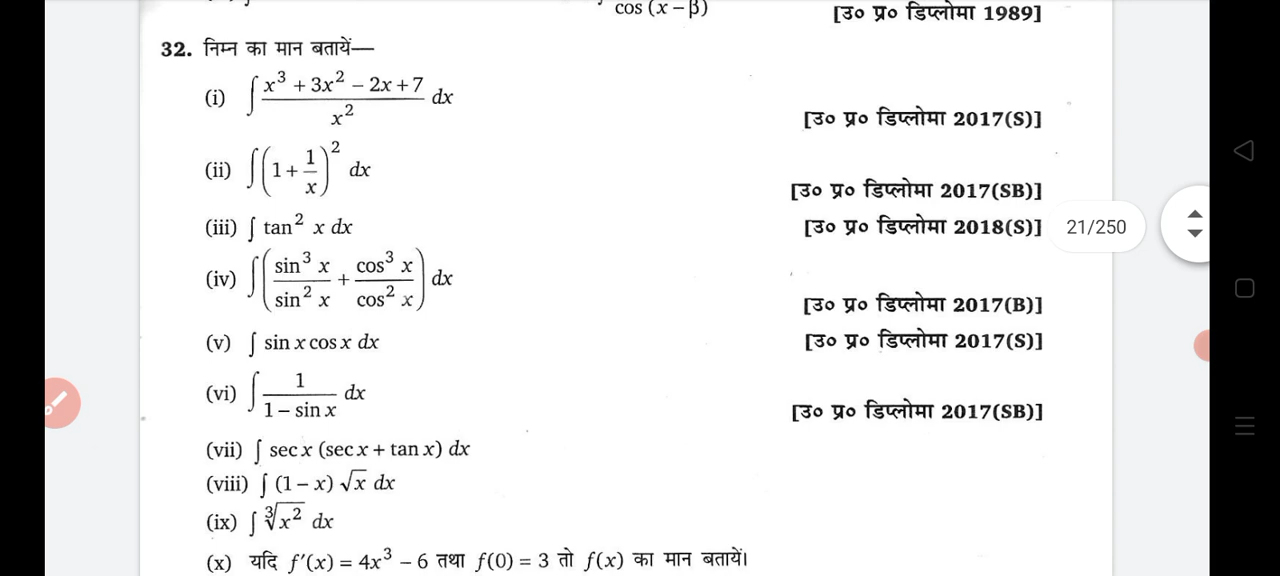 cos (x – β)
[उ० प्र० डिप्लोमा 1989]
32. निम्न का मान बतायें—
(i) ∫ (x³ + 3x² – 2x + 7)/x² dx
[उ० प्र० डिप्लोमा 2017(S)]
(ii) ∫ (1 + 1/x)² dx
[उ० प्र० डिप्लोमा 2017(SB)]
(iii) ∫ tan² x dx [उ० प्र० डिप्लोमा 2018(S)]
21/250
(iv) ∫ (sin³ x/sin² x + cos³ x/cos² x) dx
[उ० प्र० डिप्लोमा 2017(B)]
(v) ∫ sin x cos x dx [उ० प्र० डिप्लोमा 2017(S)]
(vi) ∫ 1/(1 – sin x) dx
[उ० प्र० डिप्लोमा 2017(SB)]
(vii) ∫ sec x (sec x + tan x) dx
(viii) ∫ (1 – x) √x dx
(ix) ∫ ∛x² dx
(x) यदि f′(x) = 4x³ – 6 तथा f(0) = 3 तो f(x) का मान बतायें।